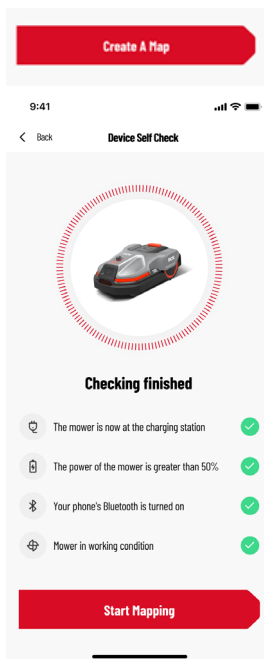 Create A Map
9:41
Back
Device Self Check
Checking finished
The mower is now at the charging station
The power of the mower is greater than 50%
Your phone's Bluetooth is turned on
Mower in working condition
Start Mapping